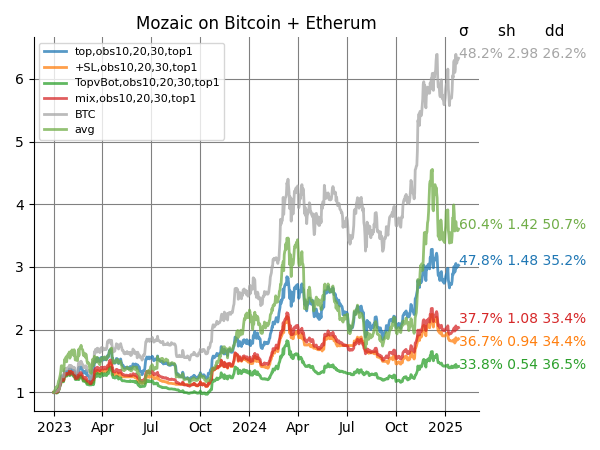 Mozaic on Bitcoin + Etherum
σ sh dd
top,obs10,20,30,top1
+SL,obs10,20,30,top1
TopvBot,obs10,20,30,top1
mix,obs10,20,30,top1
BTC
avg
48.2% 2.98 26.2%
60.4% 1.42 50.7%
47.8% 1.48 35.2%
37.7% 1.08 33.4%
36.7% 0.94 34.4%
33.8% 0.54 36.5%
6
5
4
3
2
1
2023 Apr Jul Oct 2024 Apr Jul Oct 2025